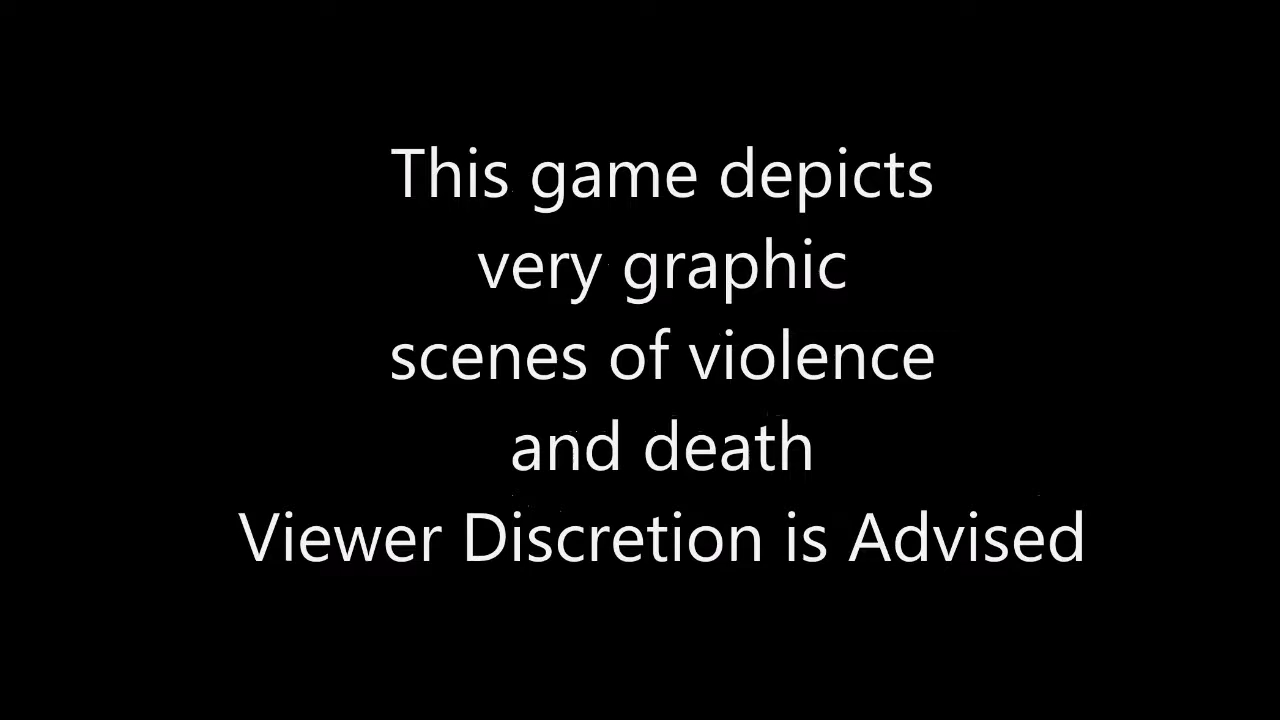 This game depicts
very graphic
scenes of violence
and death
Viewer Discretion is Advised